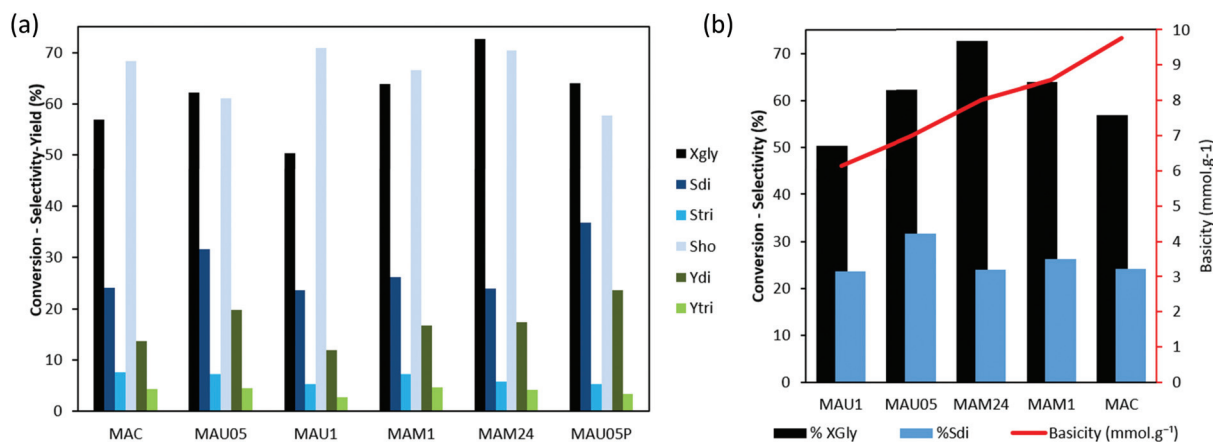 (a)
Conversion - Selectivity-Yield (%)
70
60
50
40
30
20
10
0
MAC MAU05 MAU1 MAM1 MAM24 MAU05P
Xgly
Sdi
Stri
Sho
Ydi
Ytri
(b)
Conversion - Selectivity (%)
70
60
50
40
30
20
10
0
MAU1 MAU05 MAM24 MAM1 MAC
10
9
8
7
6
5
4
3
2
1
0
Basicity (mmol.g-1)
% XGly %Sdi Basicity (mmol.g⁻¹)